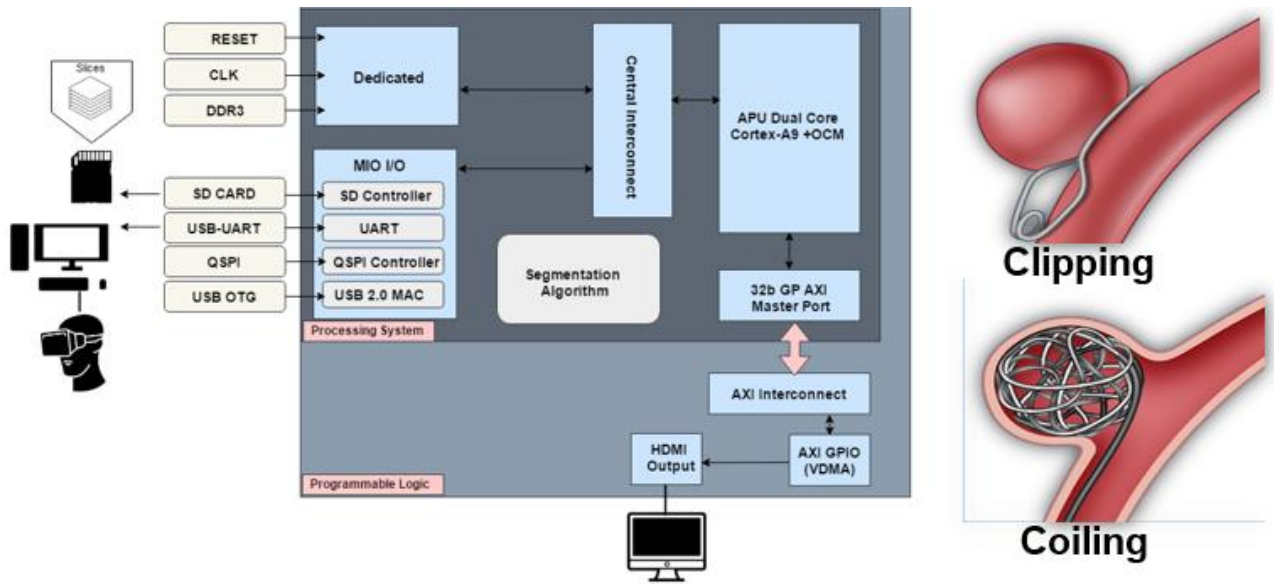 Slices
RESET
CLK
DDR3
SD CARD
USB-UART
QSPI
USB OTG
Dedicated
MIO I/O
SD Controller
UART
QSPI Controller
USB 2.0 MAC
Processing System
Segmentation
Algorithm
Central Interconnect
APU Dual Core
Cortex-A9 +OCM
32b GP AXI
Master Port
AXI Interconnect
AXI GPIO
(VDMA)
HDMI
Output
Programmable Logic
Clipping
Coiling